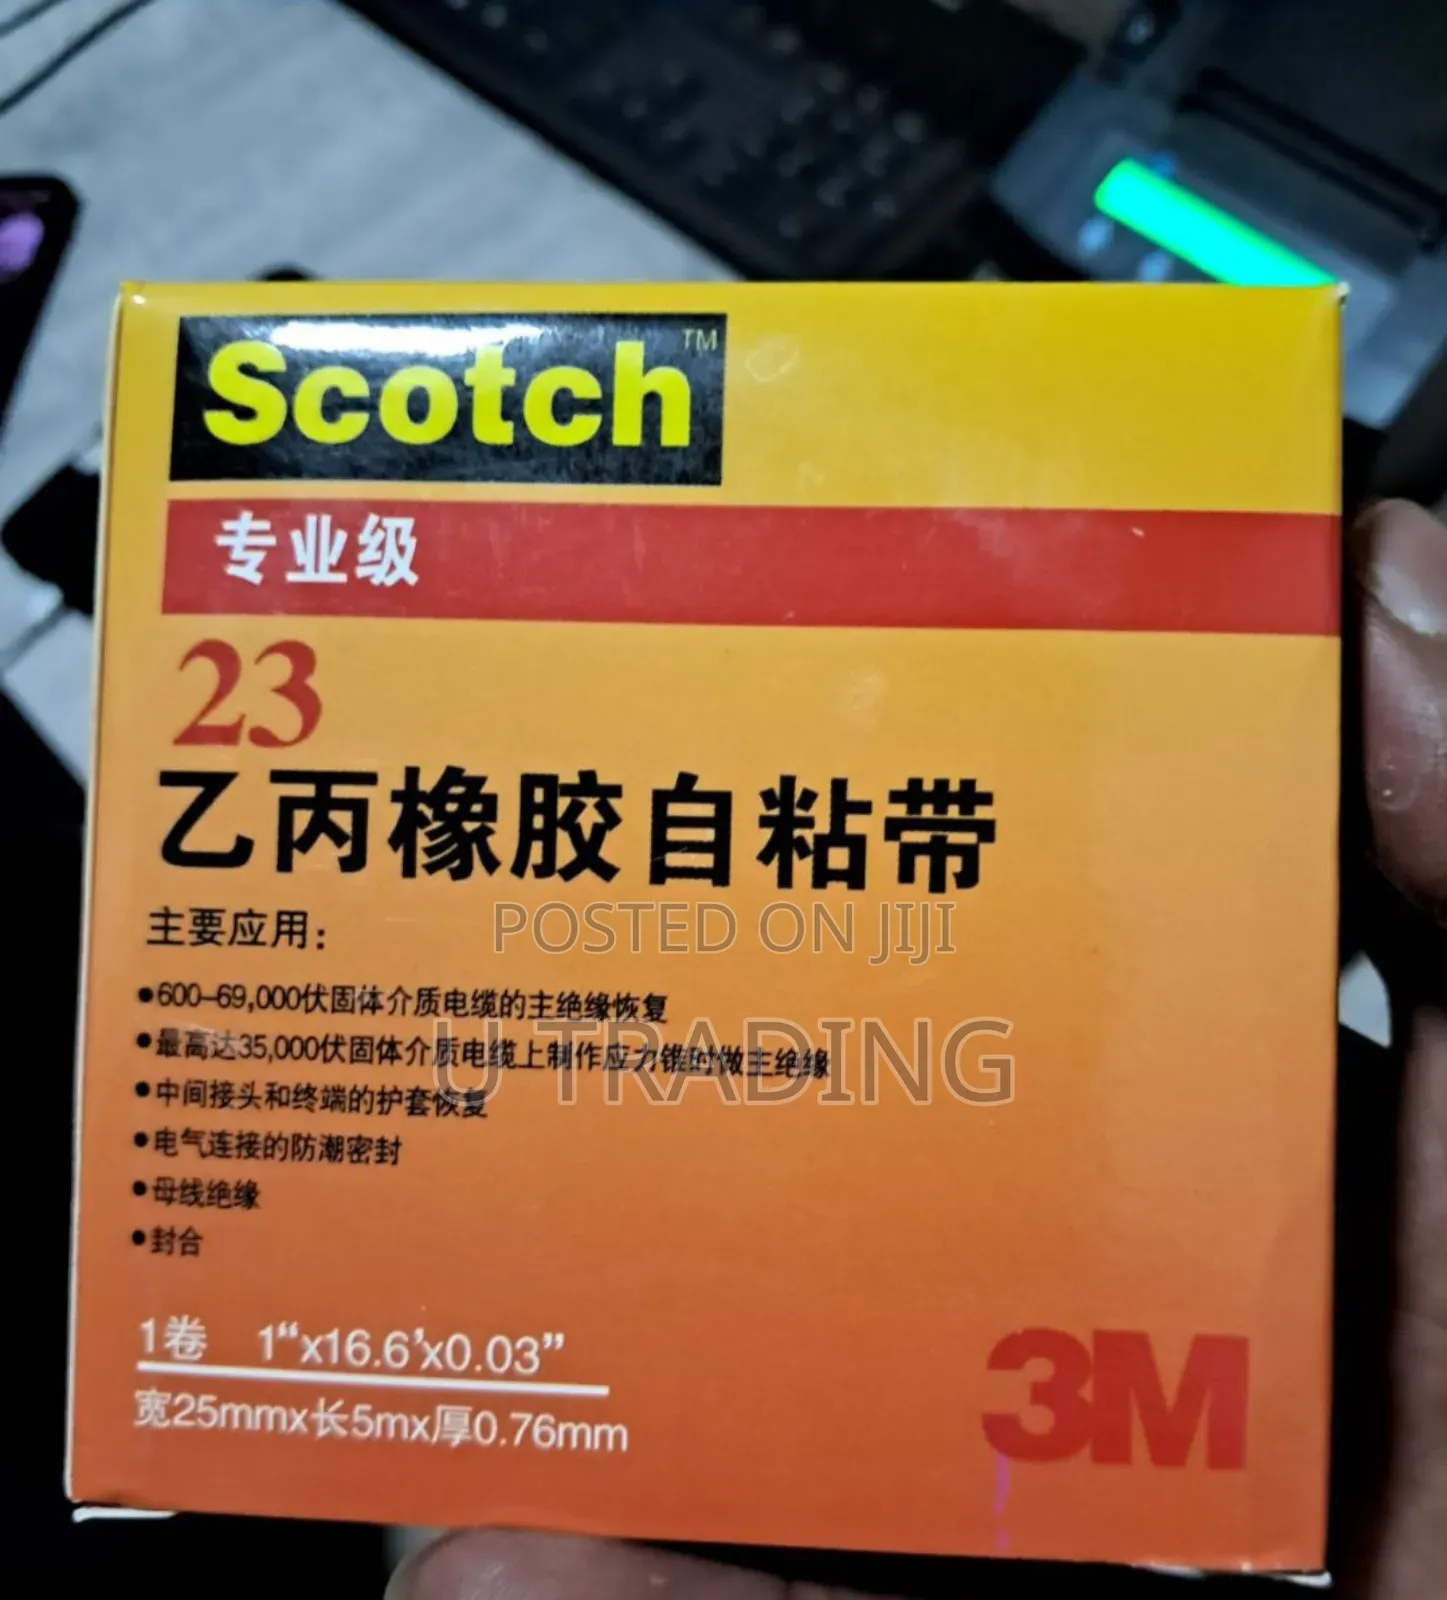 Scotch™
专业级
23
乙丙橡胶自粘带
主要应用:
POSTED ON JIJI
●600-69,000伏固体介质电缆的主绝缘恢复
●最高达35,000伏固体介质电缆上制作应力锥时做主绝缘
U TRADING
●中间接头和终端的护套恢复
●电气连接的防潮密封
●母线绝缘
●封合
1卷 1“x16.6’x0.03”
宽25mmx长5mx厚0.76mm
3M